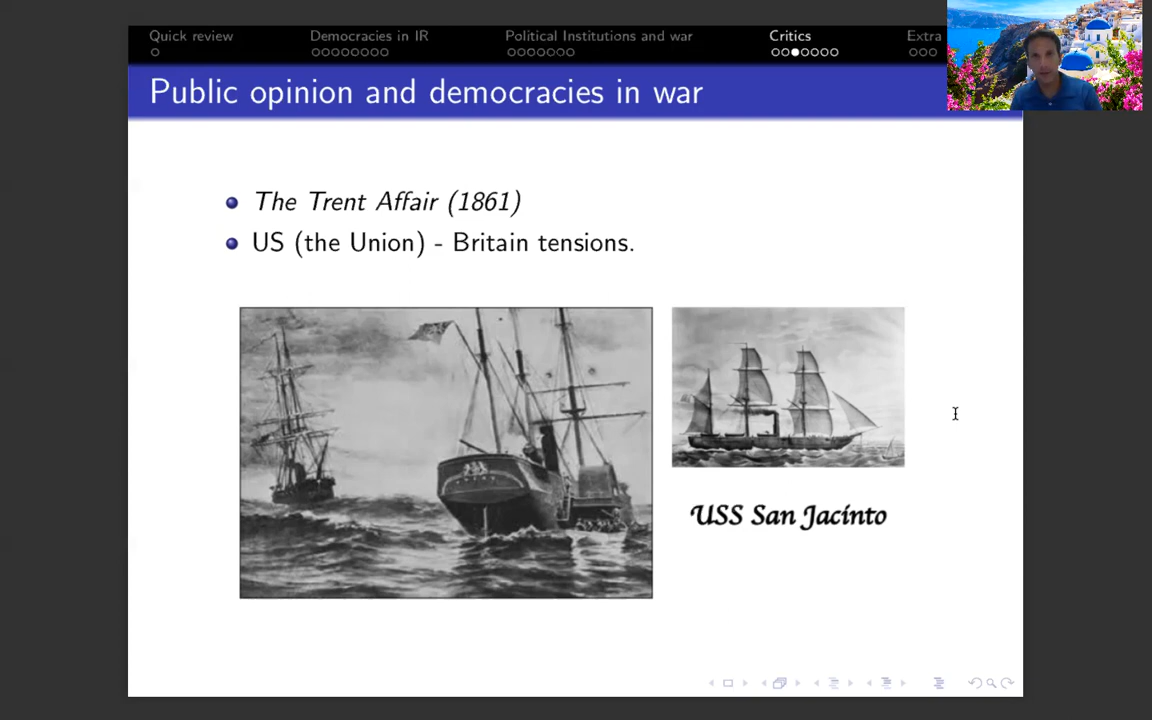 Quick review
Democracies in IR
Political Institutions and war
Critics
Extra
Public opinion and democracies in war
The Trent Affair (1861)
US (the Union) - Britain tensions.
USS San Jacinto